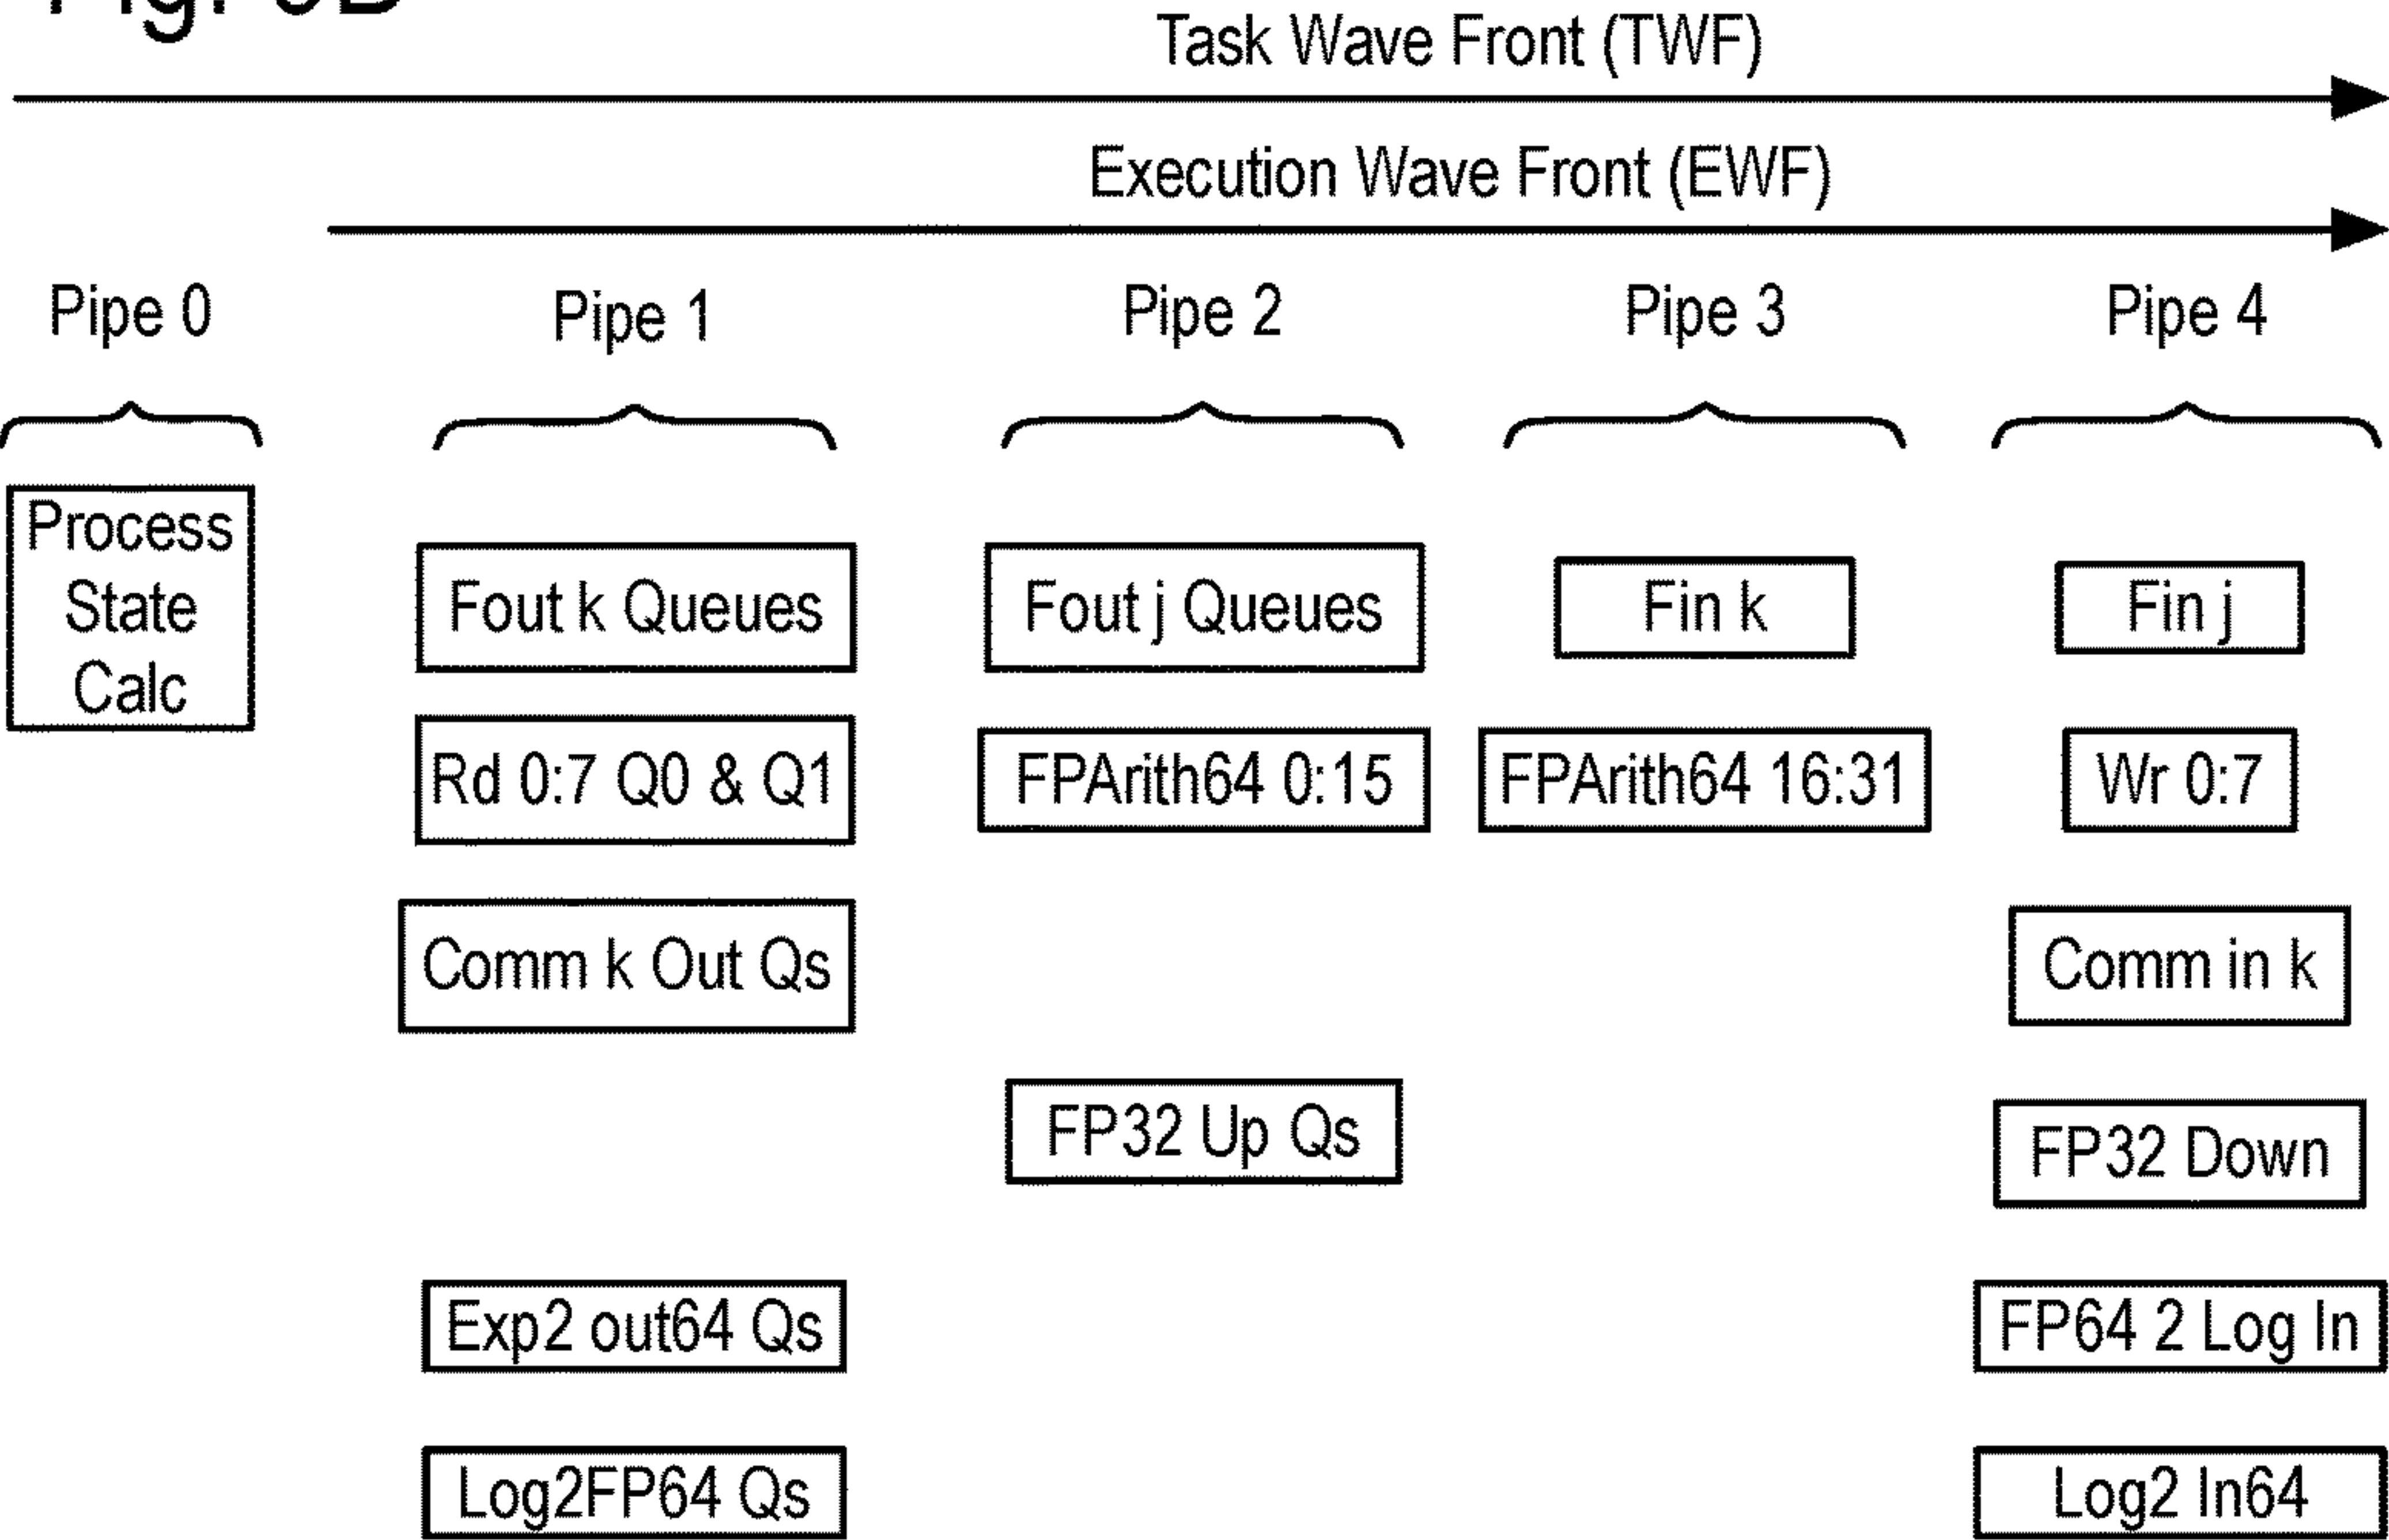 Task Wave Front (TWF)
Execution Wave Front (EWF)
Pipe 0
Pipe 1
Pipe 2
Pipe 3
Pipe 4
Process
State
Calc
Fout k Queues
Fout j Queues
Fin k
Fin j
Rd 0:7 Q0 & Q1
FPArith64 0:15
FPArith64 16:31
Wr 0:7
Comm k Out Qs
Comm in k
FP32 Up Qs
FP32 Down
Exp2 out64 Qs
FP64 2 Log In
Log2FP64 Qs
Log2 In64